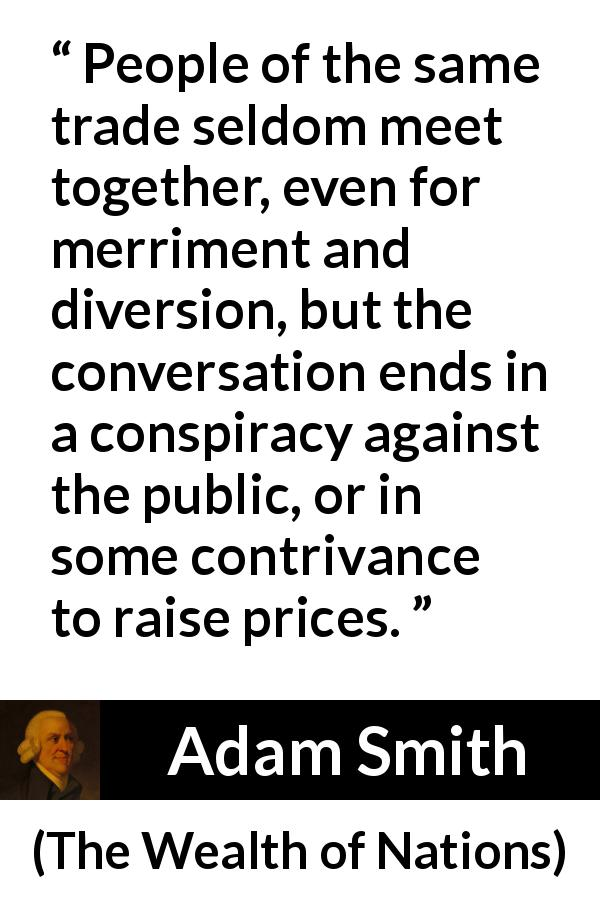 “ People of the same
trade seldom meet
together, even for
merriment and
diversion, but the
conversation ends in
a conspiracy against
the public, or in
some contrivance
to raise prices. ”
Adam Smith
(The Wealth of Nations)